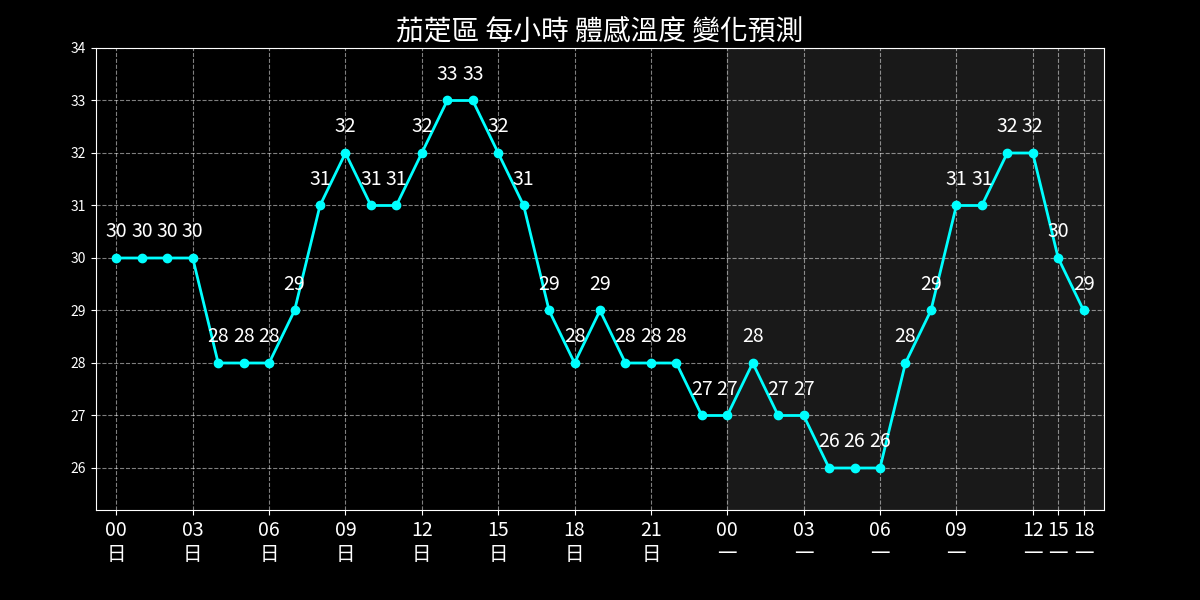 茄萣區 每小時 體感溫度 變化預測
34
33 33
33
32 32 32 32 32
32
31 31 31 31 31 31
31
30 30 30 30 30
30
29 29 29 29 29
29
28 28 28 28 28 28 28 28 28
28
27 27 27 27
27
26 26 26
26
00 03 06 09 12 15 18 21 00 03 06 09 12 15 18
日 日 日 日 日 日 日 日 一 一 一 一 一 一 一